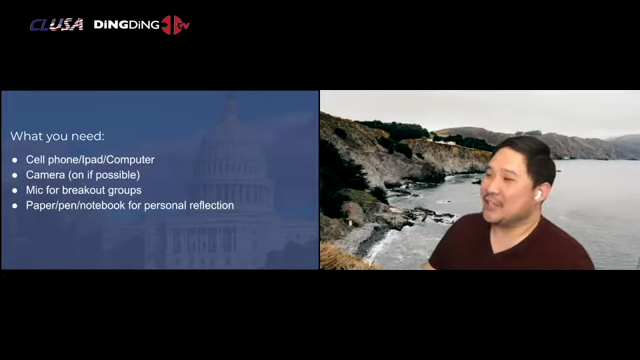 CLUSA DiNGDiNG TV
What you need:
● Cell phone/Ipad/Computer
● Camera (on if possible)
● Mic for breakout groups
● Paper/pen/notebook for personal reflection